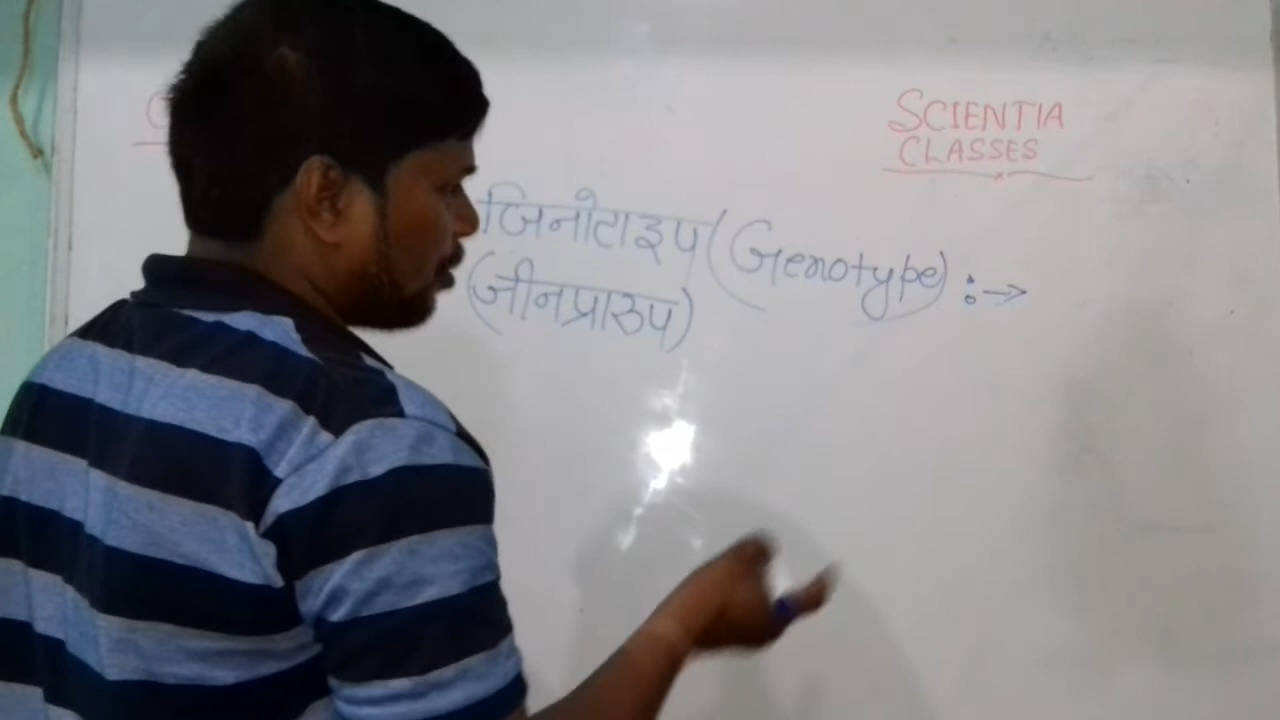 SCIENTIA
CLASSES
जिनोटाइप (Genotype) :->
(जीनप्रारुप)